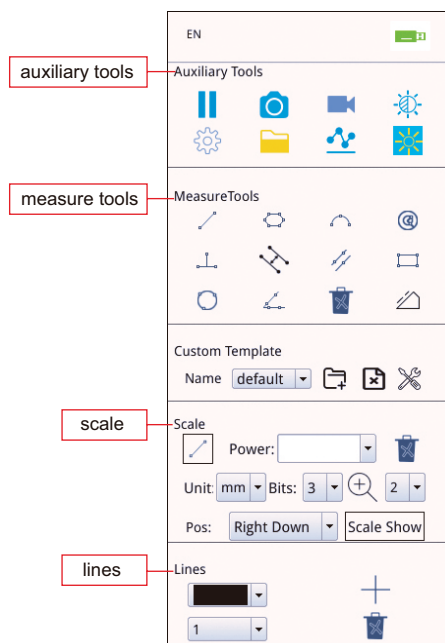 EN
auxiliary tools
Auxiliary Tools
measure tools
MeasureTools
Custom Template
Name default
scale
Scale
Power:
Unit: mm Bits: 3 2
Pos: Right Down Scale Show
lines
Lines
1